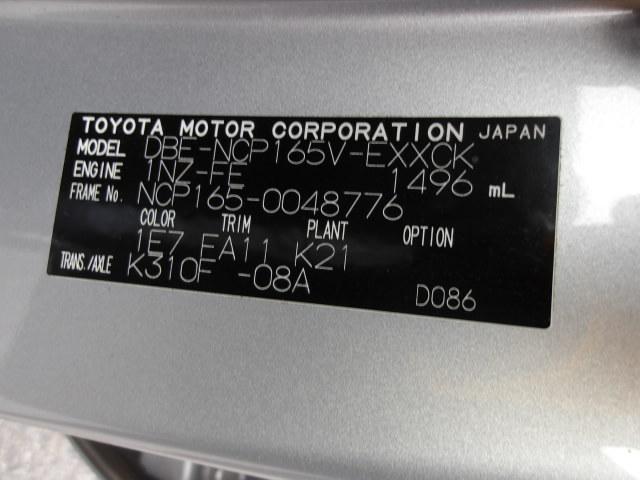 TOYOTA MOTOR CORPORATION JAPAN
MODEL DBE-NCP165V-EXXCK
ENGINE 1NZ-FE 1496 mL
FRAME No. NCP165-0048776
COLOR TRIM PLANT OPTION
1E7 FA11 K21
TRANS./AXLE K310F -08A
D086